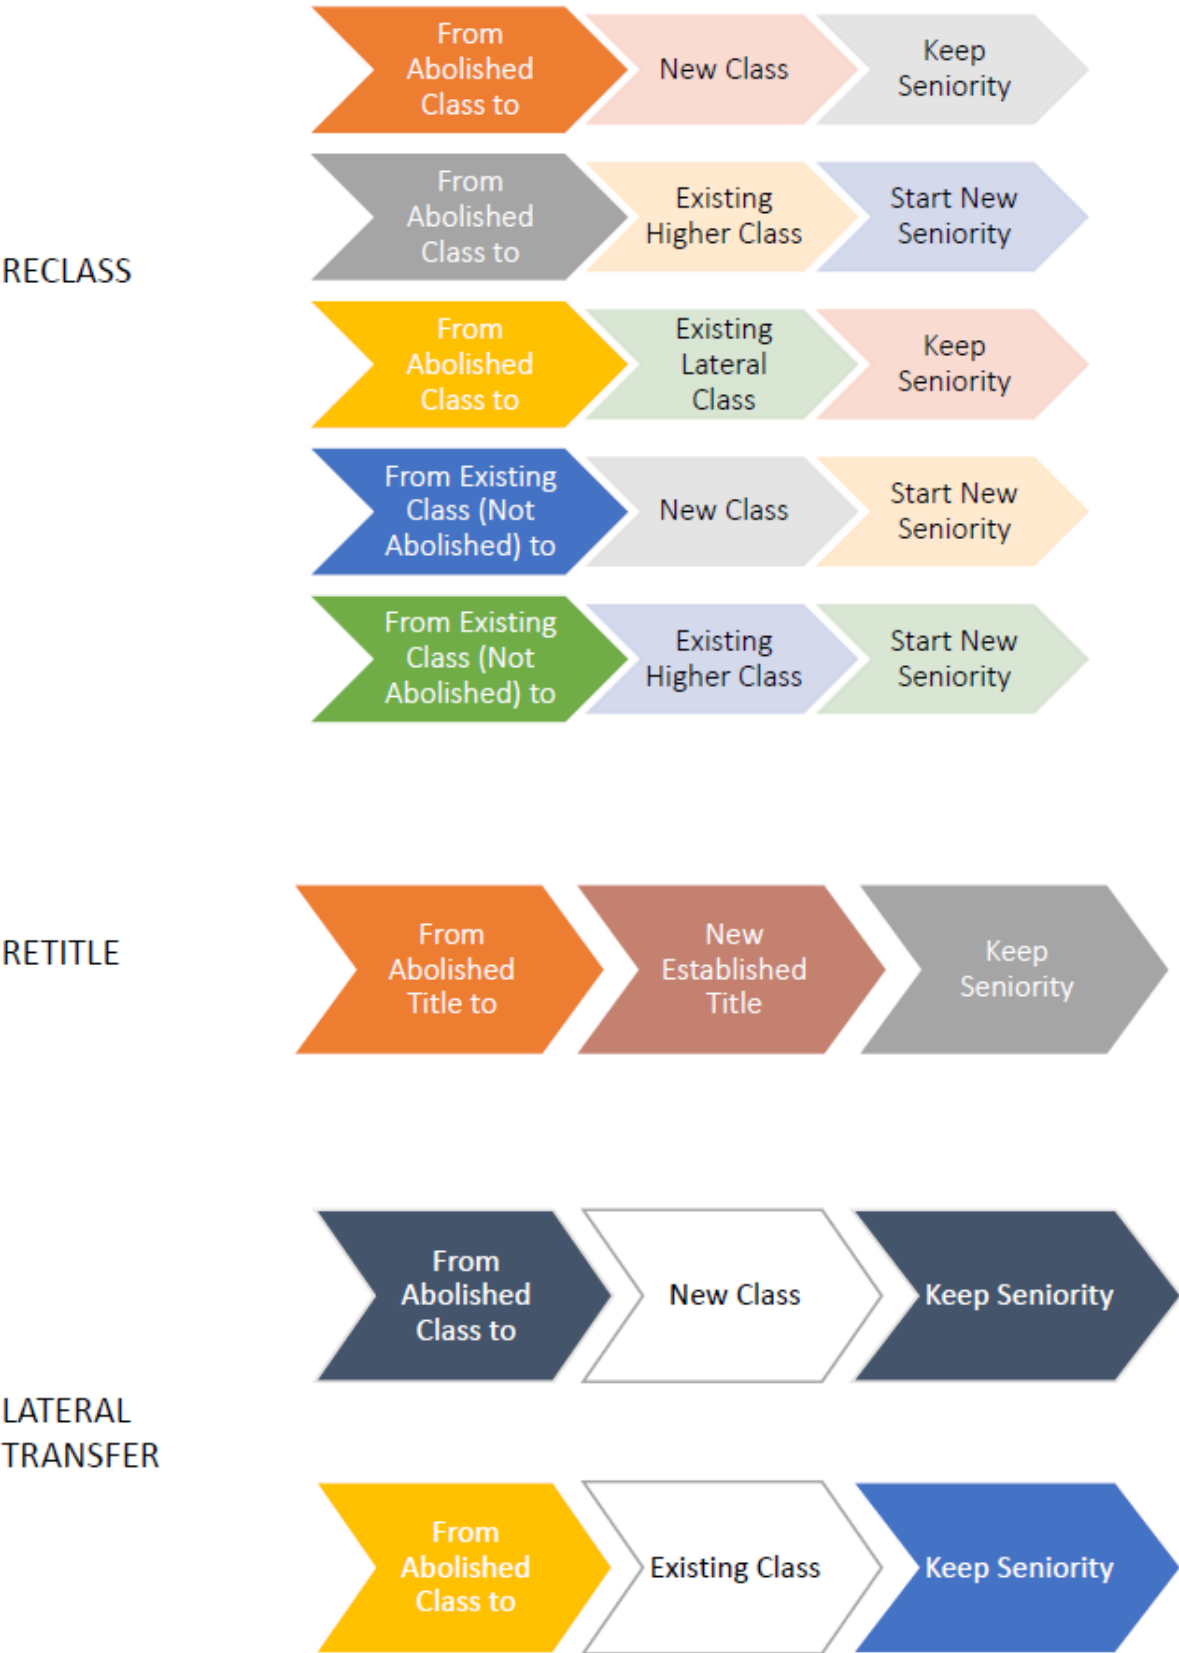 RECLASS
From
Abolished
Class to
New Class
Keep
Seniority
From
Abolished
Class to
Existing
Higher Class
Start New
Seniority
From
Abolished
Class to
Existing
Lateral
Class
Keep
Seniority
From Existing
Class (Not
Abolished) to
New Class
Start New
Seniority
From Existing
Class (Not
Abolished) to
Existing
Higher Class
Start New
Seniority
RETITLE
From
Abolished
Title to
New
Established
Title
Keep
Seniority
LATERAL
TRANSFER
From
Abolished
Class to
New Class
Keep Seniority
From
Abolished
Class to
Existing Class
Keep Seniority